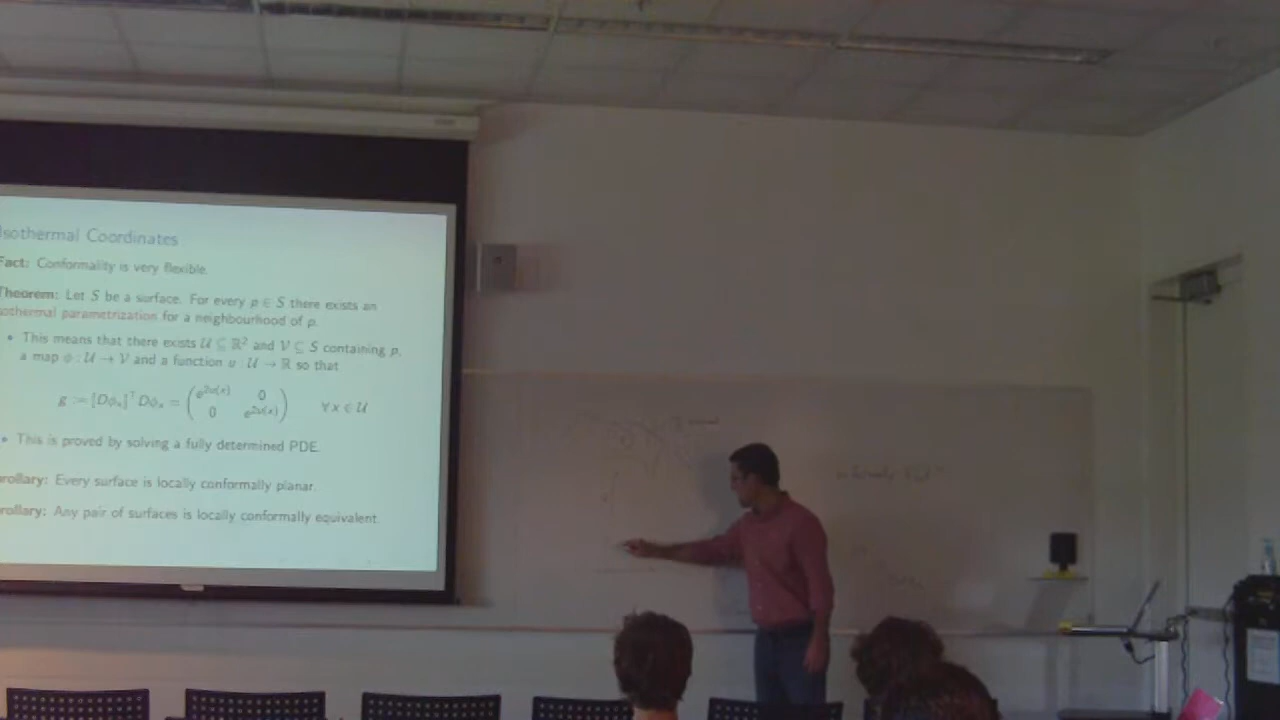 Isothermal Coordinates
Fact: Conformality is very flexible.
Theorem: Let S be a surface. For every p ∈ S there exists an
othermal parametrization for a neighbourhood of p.
• This means that there exists U ⊆ ℝ² and V ⊆ S containing p,
a map φ : U → V and a function u : U → ℝ so that
g := [Dφₓ]ᵀ Dφₓ = ( e^{2u(x)} 0
0 e^{2u(x)} ) ∀ x ∈ U
• This is proved by solving a fully determined PDE.
rollary: Every surface is locally conformally planar.
rollary: Any pair of surfaces is locally conformally equivalent.